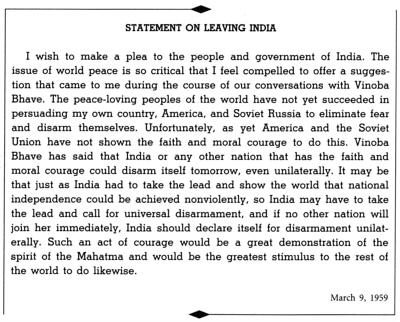 STATEMENT ON LEAVING INDIA
I wish to make a plea to the people and government of India. The
issue of world peace is so critical that I feel compelled to offer a sugges-
tion that came to me during the course of our conversations with Vinoba
Bhave. The peace-loving peoples of the world have not yet succeeded in
persuading my own country, America, and Soviet Russia to eliminate fear
and disarm themselves. Unfortunately, as yet America and the Soviet
Union have not shown the faith and moral courage to do this. Vinoba
Bhave has said that India or any other nation that has the faith and
moral courage could disarm itself tomorrow, even unilaterally. It may be
that just as India had to take the lead and show the world that national
independence could be achieved nonviolently, so India may have to take
the lead and call for universal disarmament, and if no other nation will
join her immediately, India should declare itself for disarmament unilat-
erally. Such an act of courage would be a great demonstration of the
spirit of the Mahatma and would be the greatest stimulus to the rest of
the world to do likewise.
March 9, 1959